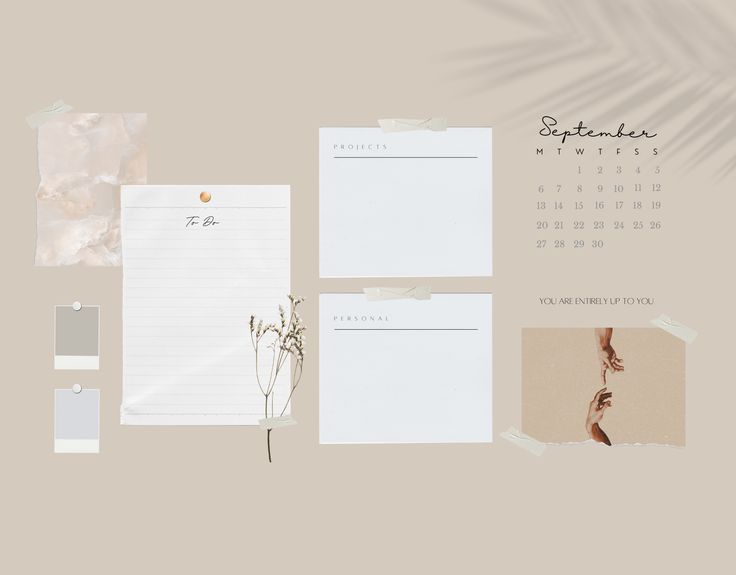 To Do
PROJECTS
PERSONAL
September
M T W T F S S
1 2 3 4 5
6 7 8 9 10 11 12
13 14 15 16 17 18 19
20 21 22 23 24 25 26
27 28 29 30
YOU ARE ENTIRELY UP TO YOU